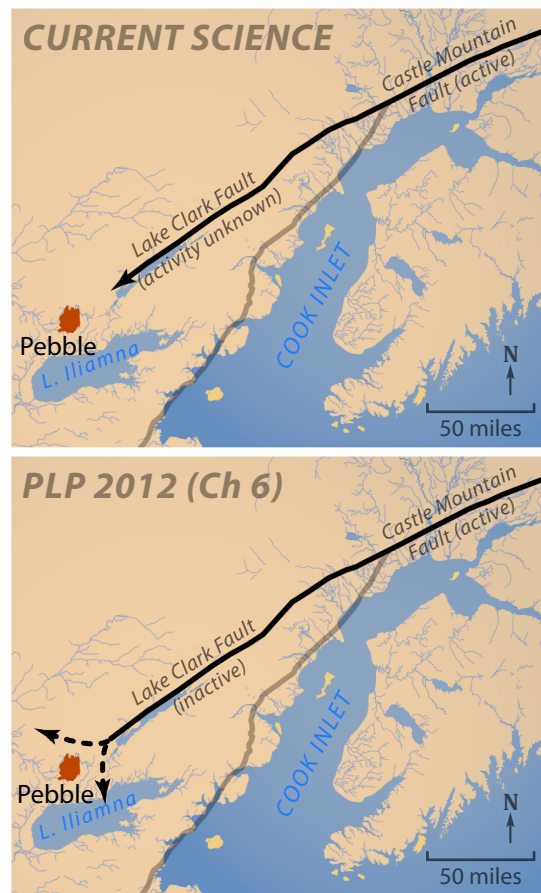 CURRENT SCIENCE
Castle Mountain
Fault (active)
Lake Clark Fault
(activity unknown)
COOK INLET
Pebble
L. Iliamna
N
50 miles
PLP 2012 (Ch 6)
Castle Mountain
Fault (active)
Lake Clark Fault
(inactive)
COOK INLET
Pebble
L. Iliamna
N
50 miles